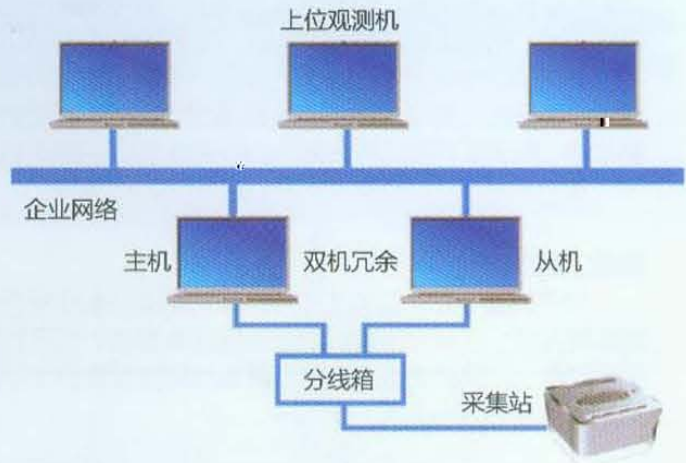 上位观测机
企业网络
主机
双机冗余
从机
分线箱
采集站